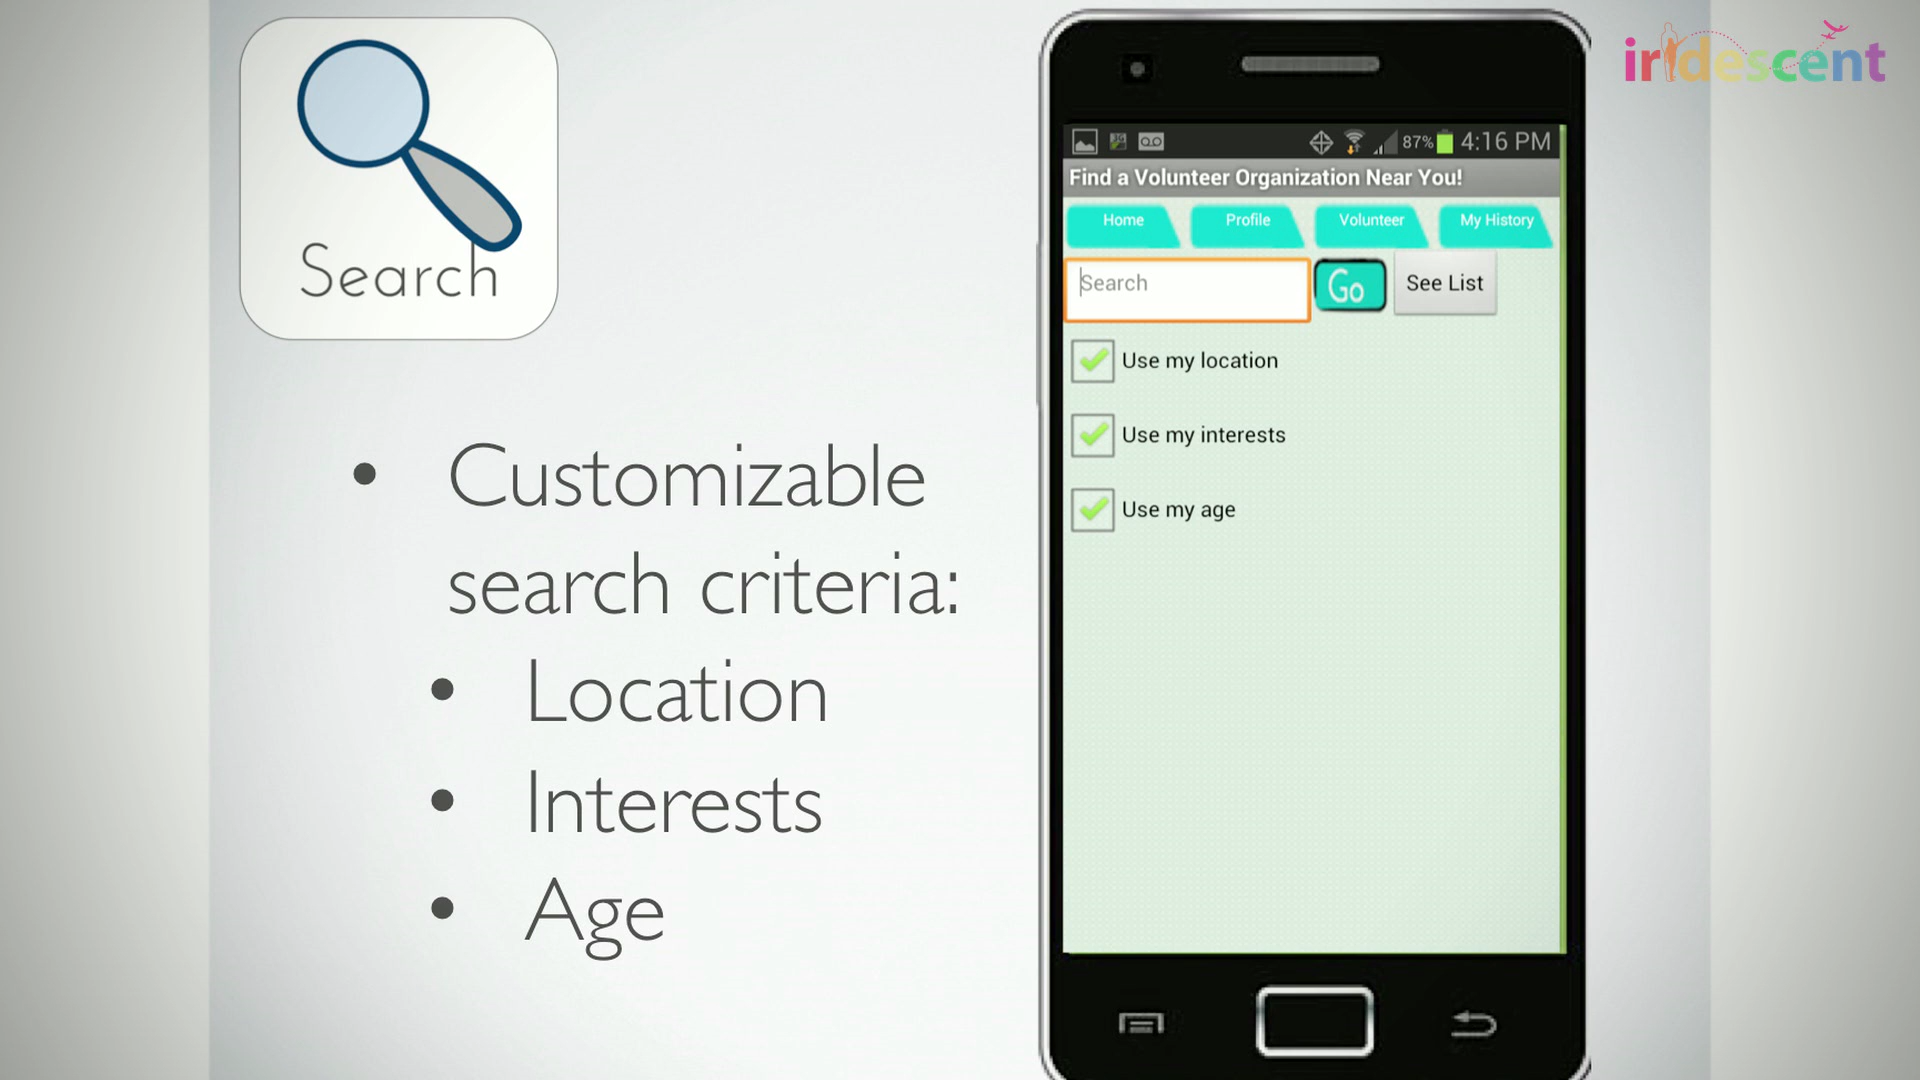 Search
• Customizable
search criteria:
• Location
• Interests
• Age
iridescent
87% 4:16 PM
Find a Volunteer Organization Near You!
Home Profile Volunteer My History
Search Go See List
Use my location
Use my interests
Use my age